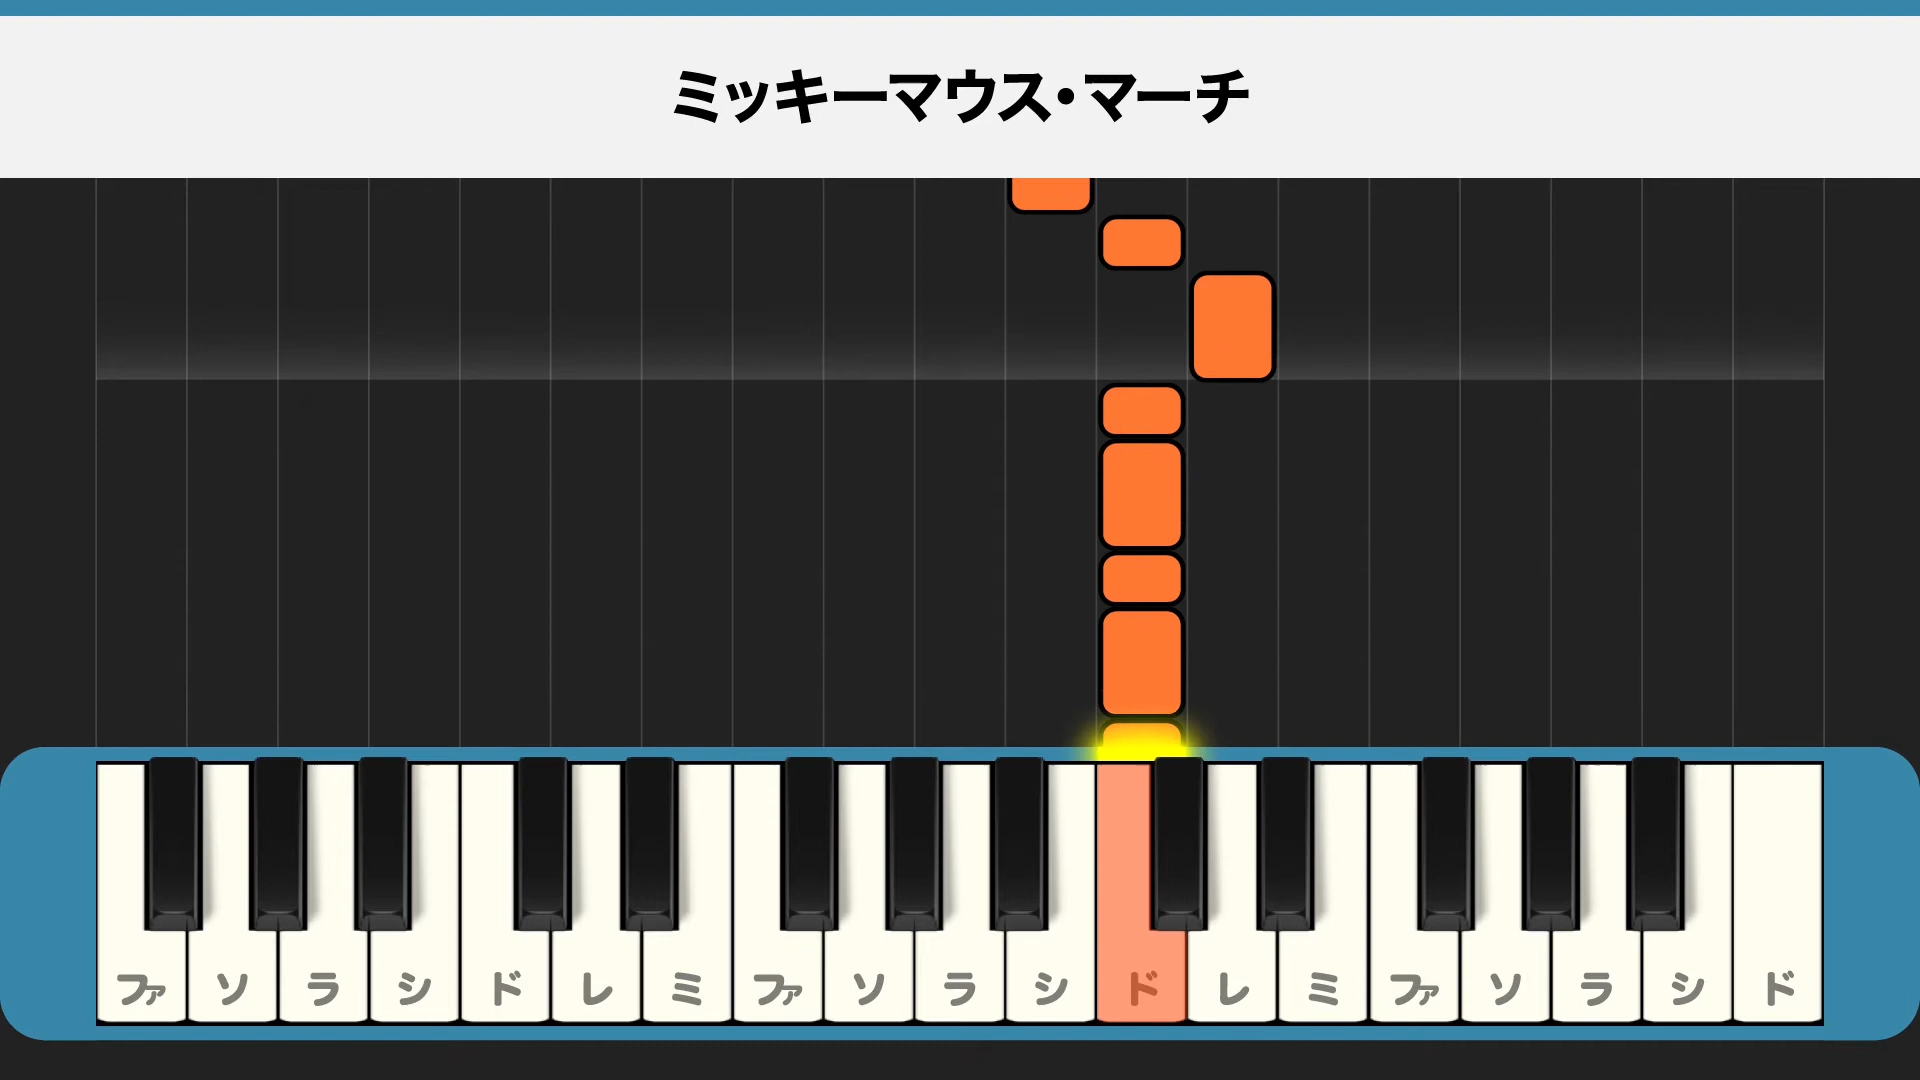 ミッキーマウス・マーチ
ファ ソ ラ シ ド レ ミ ファ ソ ラ シ ド レ ミ ファ ソ ラ シ ド